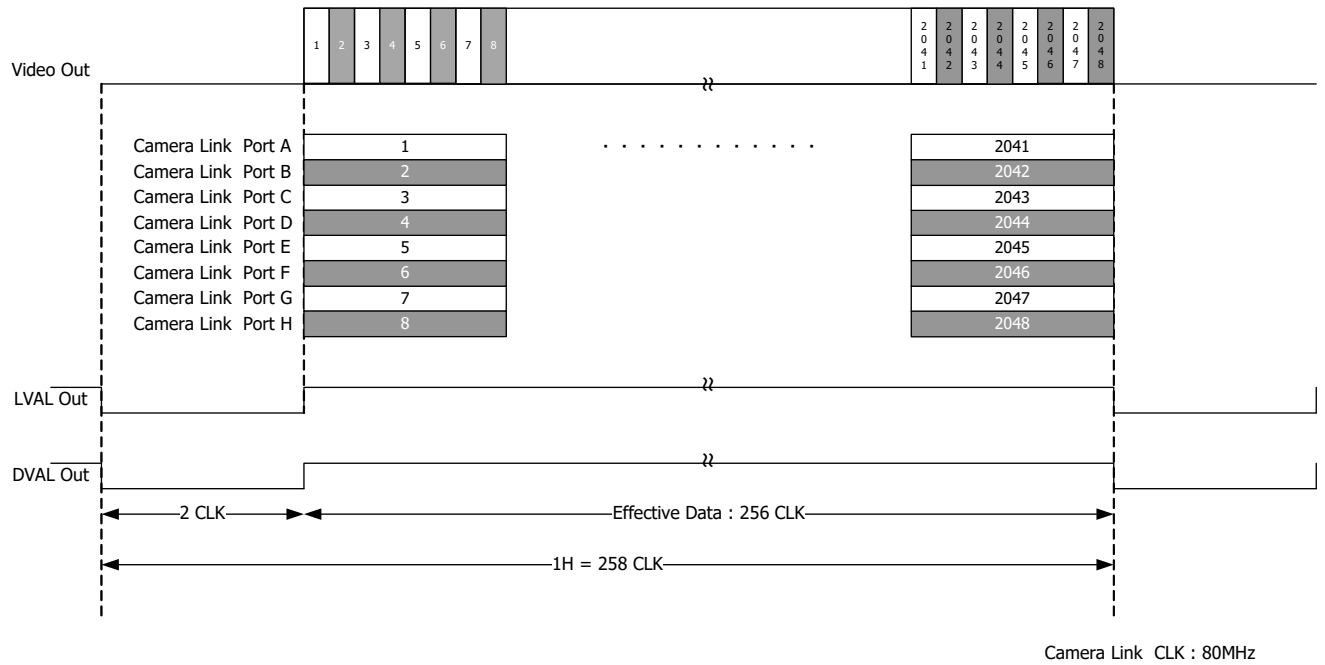 Video Out
1 2 3 4 5 6 7 8
2041 2042 2043 2044 2045 2046 2047 2048
Camera Link Port A 1 2041
Camera Link Port B 2 2042
Camera Link Port C 3 2043
Camera Link Port D 4 2044
Camera Link Port E 5 2045
Camera Link Port F 6 2046
Camera Link Port G 7 2047
Camera Link Port H 8 2048
LVAL Out
DVAL Out
2 CLK
Effective Data : 256 CLK
1H = 258 CLK
Camera Link CLK : 80MHz